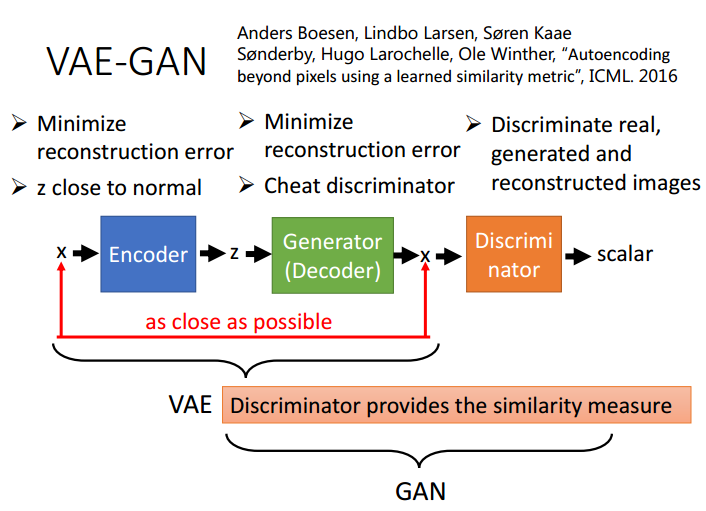 VAE-GAN
Anders Boesen, Lindbo Larsen, Søren Kaae
Sønderby, Hugo Larochelle, Ole Winther, “Autoencoding
beyond pixels using a learned similarity metric”, ICML. 2016
➢ Minimize
reconstruction error
➢ z close to normal
➢ Minimize
reconstruction error
➢ Cheat discriminator
➢ Discriminate real,
generated and
reconstructed images
x
Encoder
z
Generator
(Decoder)
x
Discrimi
nator
scalar
as close as possible
VAE
Discriminator provides the similarity measure
GAN